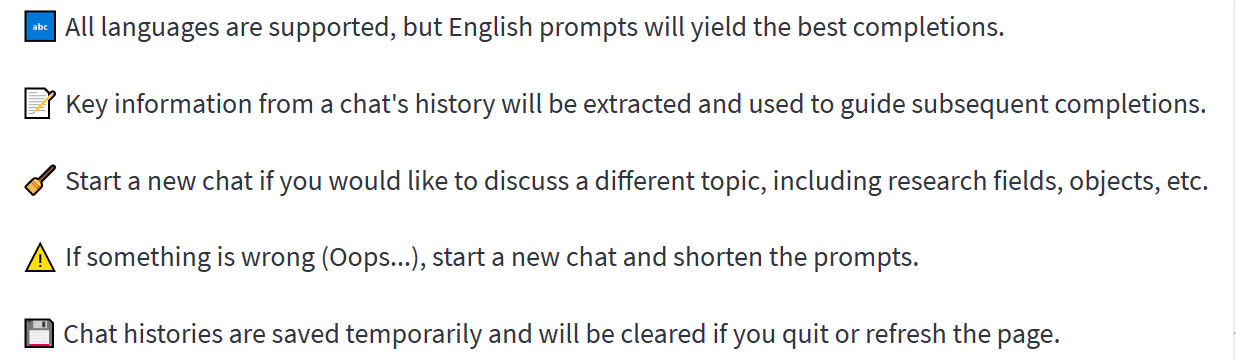 abc All languages are supported, but English prompts will yield the best completions.
Key information from a chat's history will be extracted and used to guide subsequent completions.
Start a new chat if you would like to discuss a different topic, including research fields, objects, etc.
If something is wrong (Oops...), start a new chat and shorten the prompts.
Chat histories are saved temporarily and will be cleared if you quit or refresh the page.